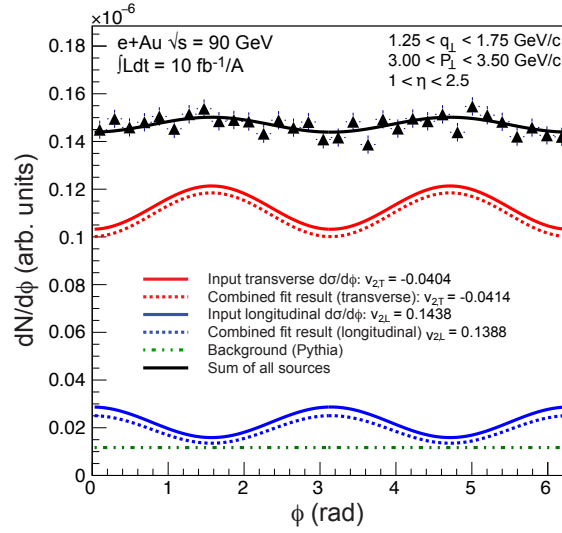 ×10⁻⁶
e+Au √s = 90 GeV
∫Ldt = 10 fb⁻¹/A
1.25 < q⊥ < 1.75 GeV/c
3.00 < P⊥ < 3.50 GeV/c
1 < η < 2.5
0.18
0.16
0.14
0.12
0.1
0.08
0.06
0.04
0.02
0
dN/dϕ (arb. units)
Input transverse dσ/dϕ: v2,T = -0.0404
Combined fit result (transverse): v2,T = -0.0414
Input longitudinal dσ/dϕ: v2,L = 0.1438
Combined fit result (longitudinal) v2,L = 0.1388
Background (Pythia)
Sum of all sources
0 1 2 3 4 5 6
ϕ (rad)